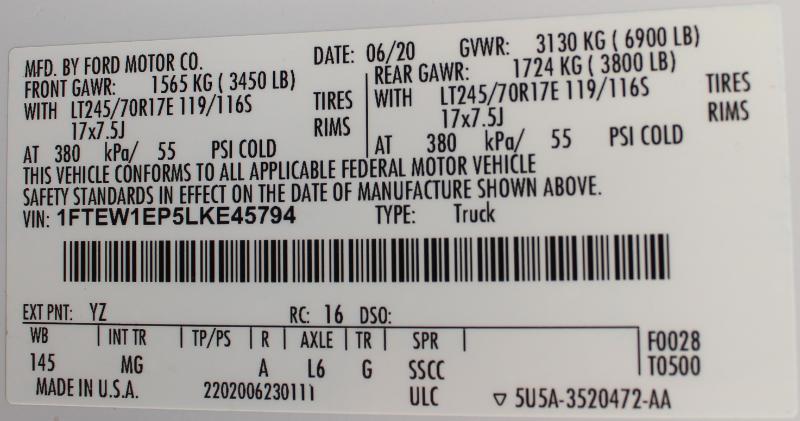 MFD. BY FORD MOTOR CO. DATE: 06/20 GVWR: 3130 KG ( 6900 LB)
FRONT GAWR: 1565 KG ( 3450 LB) REAR GAWR: 1724 KG ( 3800 LB)
WITH LT245/70R17E 119/116S TIRES WITH LT245/70R17E 119/116S TIRES
17x7.5J RIMS 17x7.5J RIMS
AT 380 kPa/ 55 PSI COLD AT 380 kPa/ 55 PSI COLD
THIS VEHICLE CONFORMS TO ALL APPLICABLE FEDERAL MOTOR VEHICLE
SAFETY STANDARDS IN EFFECT ON THE DATE OF MANUFACTURE SHOWN ABOVE.
VIN: 1FTEW1EP5LKE45794 TYPE: Truck
EXT PNT: YZ RC: 16 DSO:
WB INT TR TP/PS R AXLE TR SPR F0028
145 MG A L6 G SSCC T0500
MADE IN U.S.A. 2202006230111 ULC ▽ 5U5A-3520472-AA